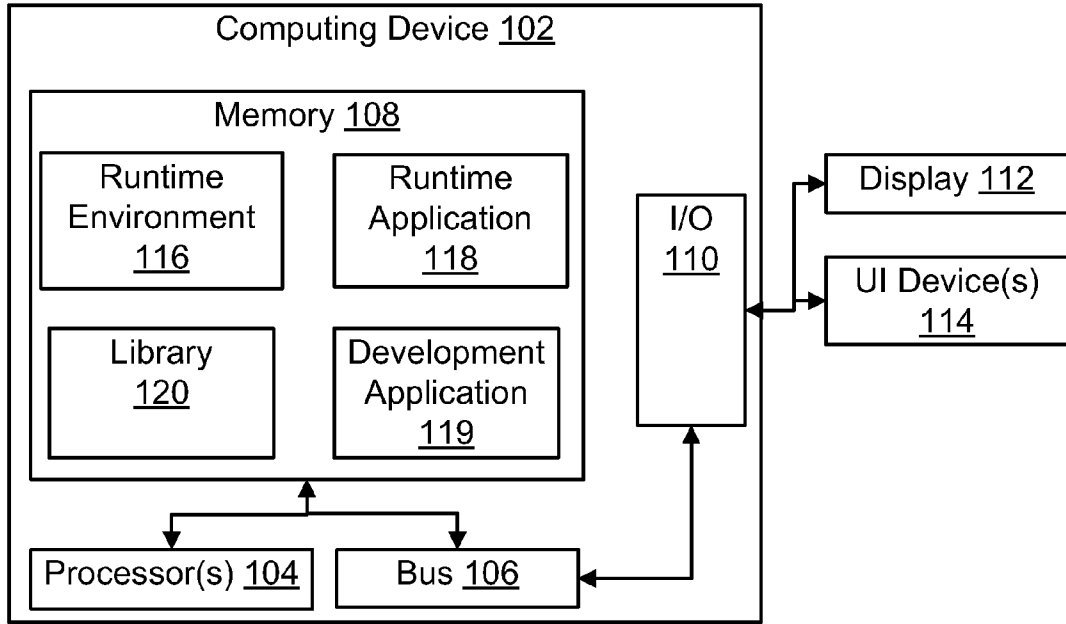 Computing Device 102
Memory 108
Runtime
Environment
116
Runtime
Application
118
Library
120
Development
Application
119
I/O
110
Display 112
UI Device(s)
114
Processor(s) 104
Bus 106